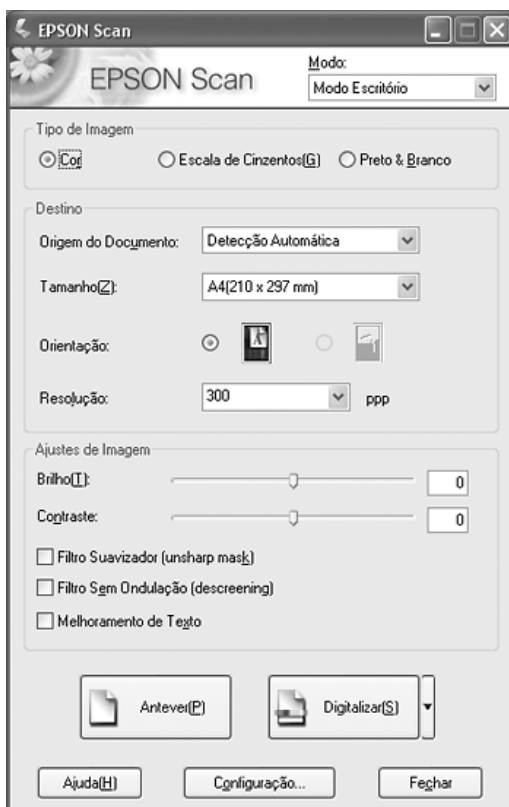 EPSON Scan
EPSON Scan
Modo:
Modo Escritório
Tipo de Imagem
Cor
Escala de Cinzentos(G)
Preto & Branco
Destino
Origem do Documento:
Detecção Automática
Tamanho(Z):
A4(210 x 297 mm)
Orientação:
Resolução:
300
ppp
Ajustes de Imagem
Brilho(T):
0
Contraste:
0
Filtro Suavizador (unsharp mask)
Filtro Sem Ondulação (descreening)
Melhoramento de Texto
Antever(P)
Digitalizar(S)
Ajuda(H)
Configuração...
Fechar